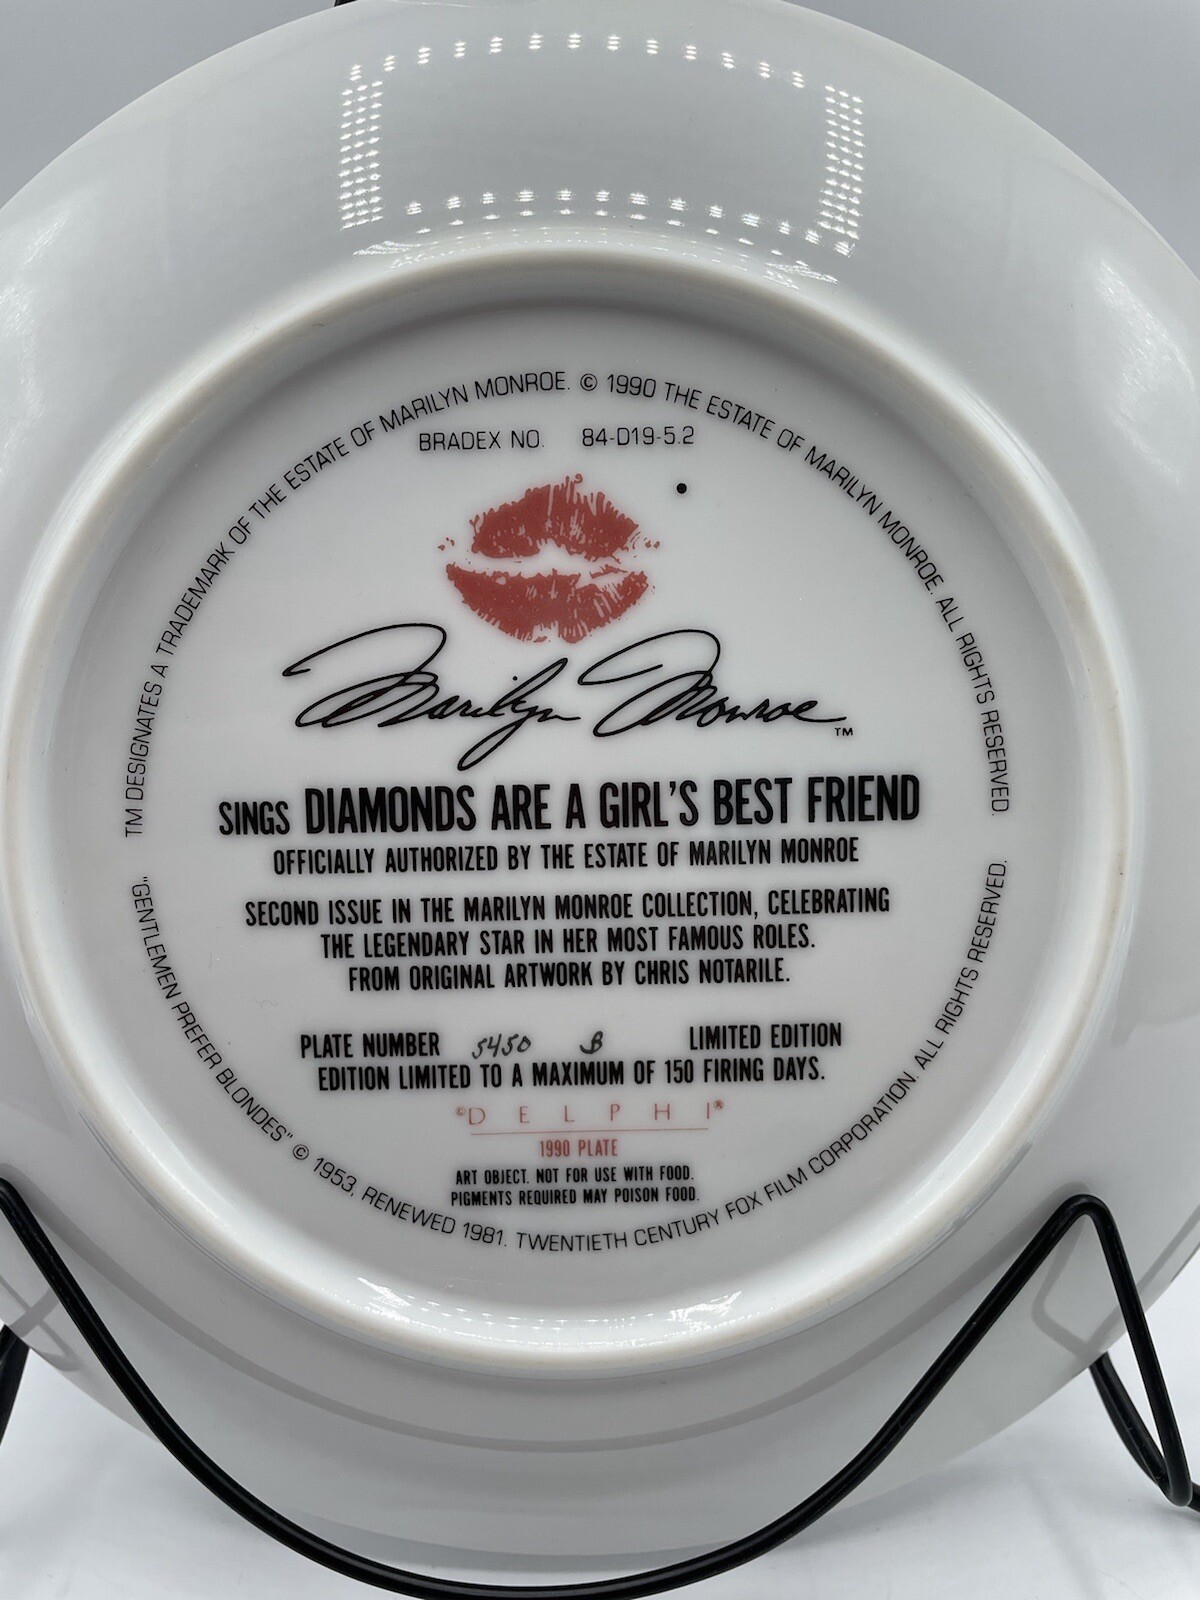 TM DESIGNATES A TRADEMARK OF THE ESTATE OF MARILYN MONROE. © 1990 THE ESTATE OF MARILYN MONROE. ALL RIGHTS RESERVED.
BRADEX NO. 84-D19-5.2
Marilyn Monroe™
SINGS DIAMONDS ARE A GIRL'S BEST FRIEND
OFFICIALLY AUTHORIZED BY THE ESTATE OF MARILYN MONROE
SECOND ISSUE IN THE MARILYN MONROE COLLECTION, CELEBRATING
THE LEGENDARY STAR IN HER MOST FAMOUS ROLES.
FROM ORIGINAL ARTWORK BY CHRIS NOTARILE.
PLATE NUMBER 5450 B LIMITED EDITION
EDITION LIMITED TO A MAXIMUM OF 150 FIRING DAYS.
©DELPHI®
1990 PLATE
ART OBJECT. NOT FOR USE WITH FOOD.
PIGMENTS REQUIRED MAY POISON FOOD.
"GENTLEMEN PREFER BLONDES" © 1953, RENEWED 1981. TWENTIETH CENTURY FOX FILM CORPORATION. ALL RIGHTS RESERVED.